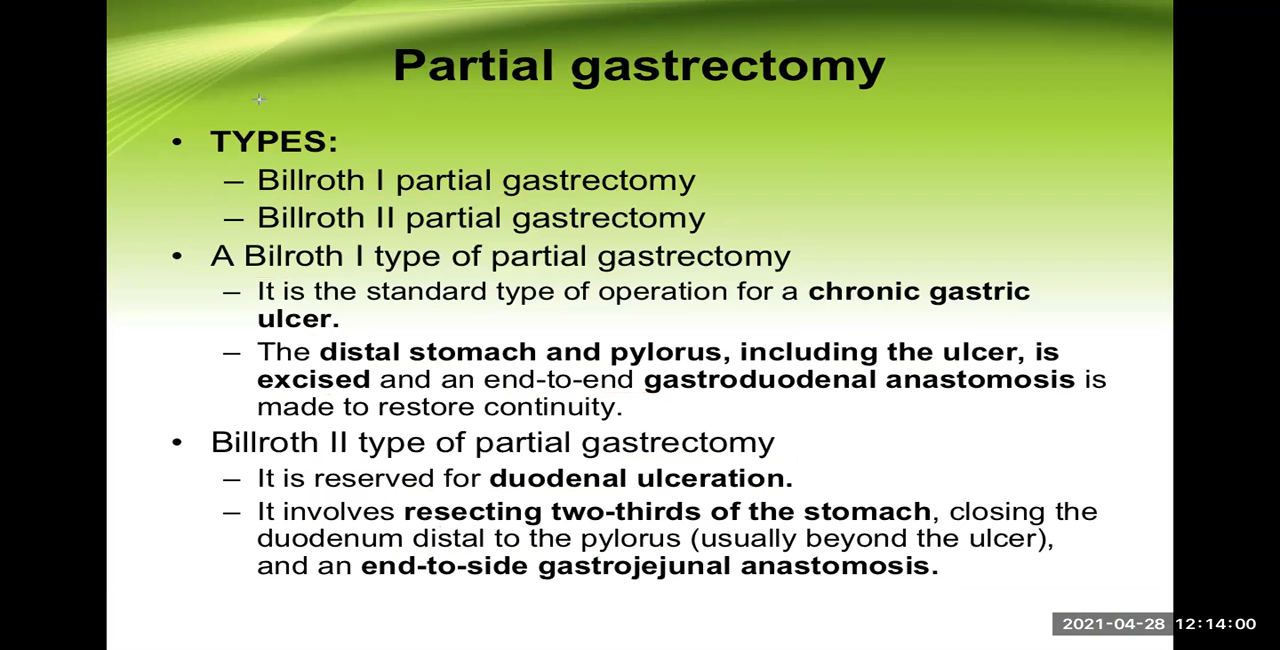 Partial gastrectomy
• TYPES:
– Billroth I partial gastrectomy
– Billroth II partial gastrectomy
• A Bilroth I type of partial gastrectomy
– It is the standard type of operation for a chronic gastric
ulcer.
– The distal stomach and pylorus, including the ulcer, is
excised and an end-to-end gastroduodenal anastomosis is
made to restore continuity.
• Billroth II type of partial gastrectomy
– It is reserved for duodenal ulceration.
– It involves resecting two-thirds of the stomach, closing the
duodenum distal to the pylorus (usually beyond the ulcer),
and an end-to-side gastrojejunal anastomosis.
2021-04-28 12:14:00